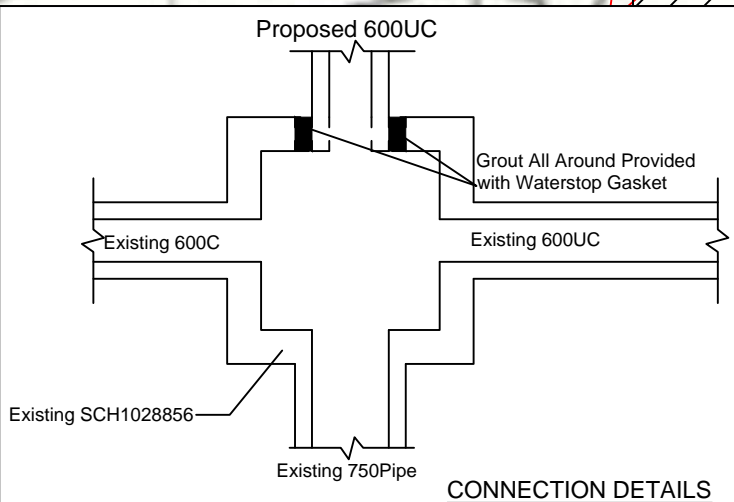 Proposed 600UC
Grout All Around Provided
with Waterstop Gasket
Existing 600C
Existing 600UC
Existing SCH1028856
Existing 750Pipe
CONNECTION DETAILS